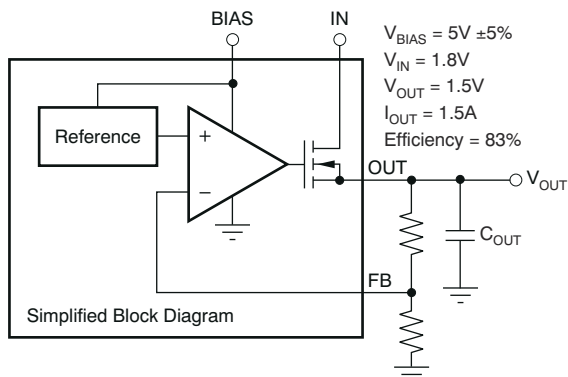 BIAS
IN
V_BIAS = 5V ±5%
V_IN = 1.8V
V_OUT = 1.5V
I_OUT = 1.5A
Efficiency = 83%
Reference
+
−
OUT
V_OUT
C_OUT
FB
Simplified Block Diagram